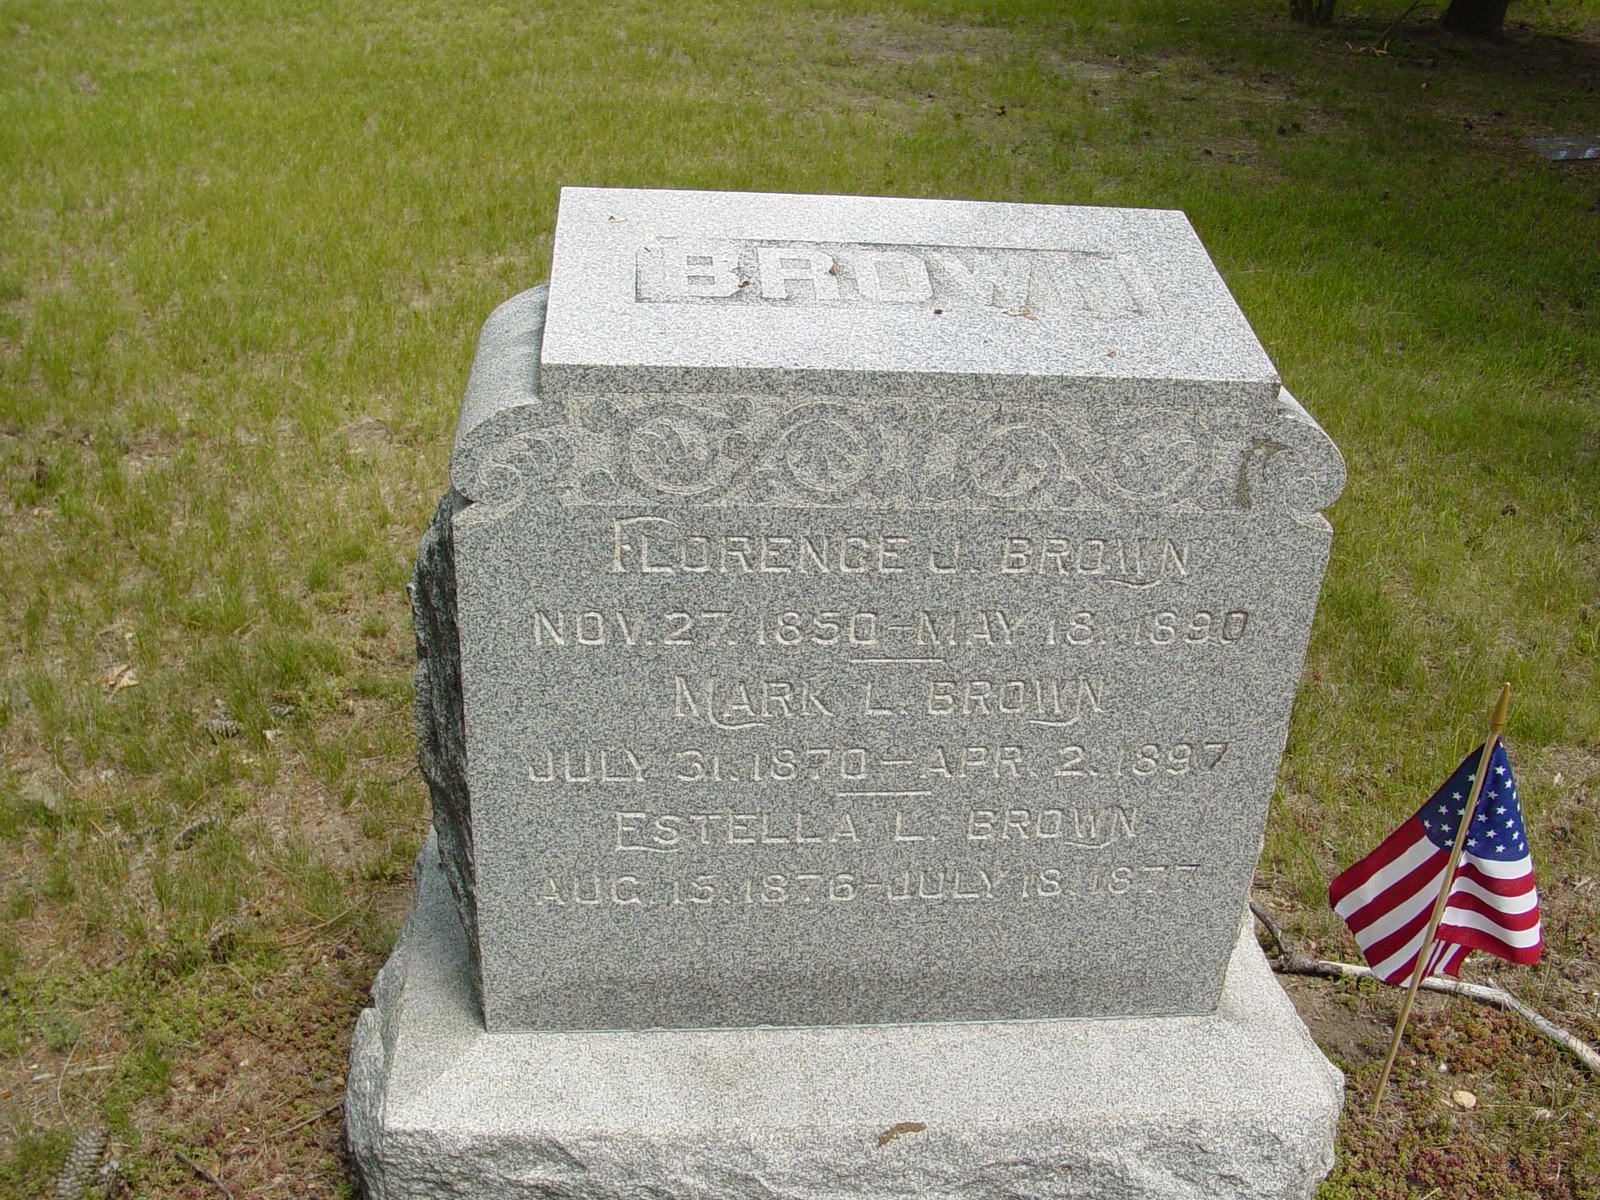 BROWN
FLORENCE J. BROWN
NOV. 27. 1850 – MAY 18. 1890
MARK L. BROWN
JULY 31. 1870 – APR. 2. 1897
ESTELLA L. BROWN
AUG. 15. 1876 – JULY 18. 1877